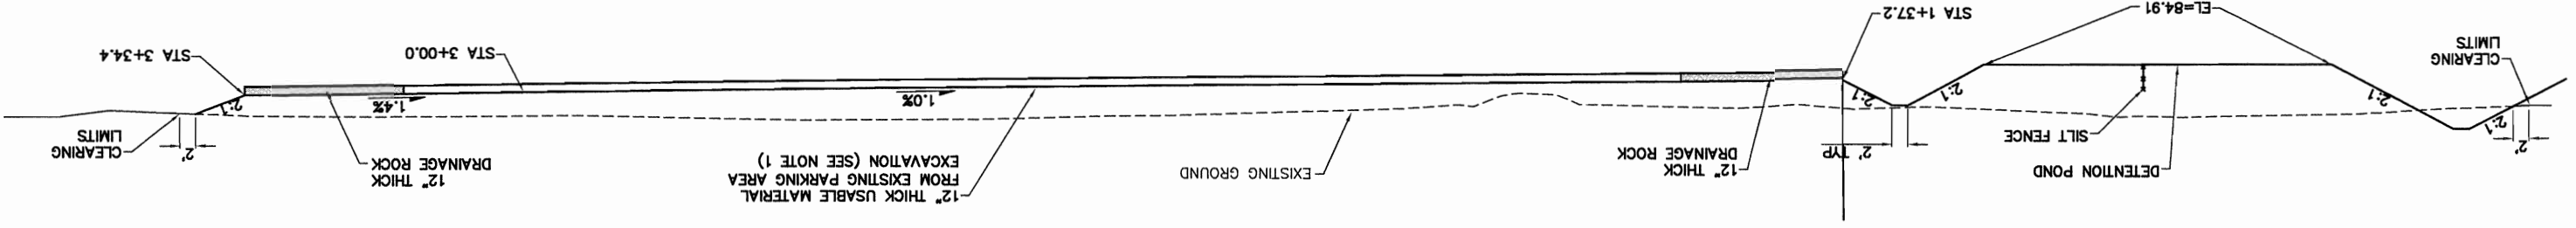 2'
2:1
CLEARING
LIMITS
2:1
DETENTION POND
SILT FENCE
EL=84.91
2:1
2' TYP
2:1
STA 1+37.2
12" THICK
DRAINAGE ROCK
EXISTING GROUND
12" THICK USABLE MATERIAL
FROM EXISTING PARKING AREA
EXCAVATION (SEE NOTE 1)
1.0%
STA 3+00.0
12" THICK
DRAINAGE ROCK
1.4%
2:1
STA 3+34.4
2'
CLEARING
LIMITS